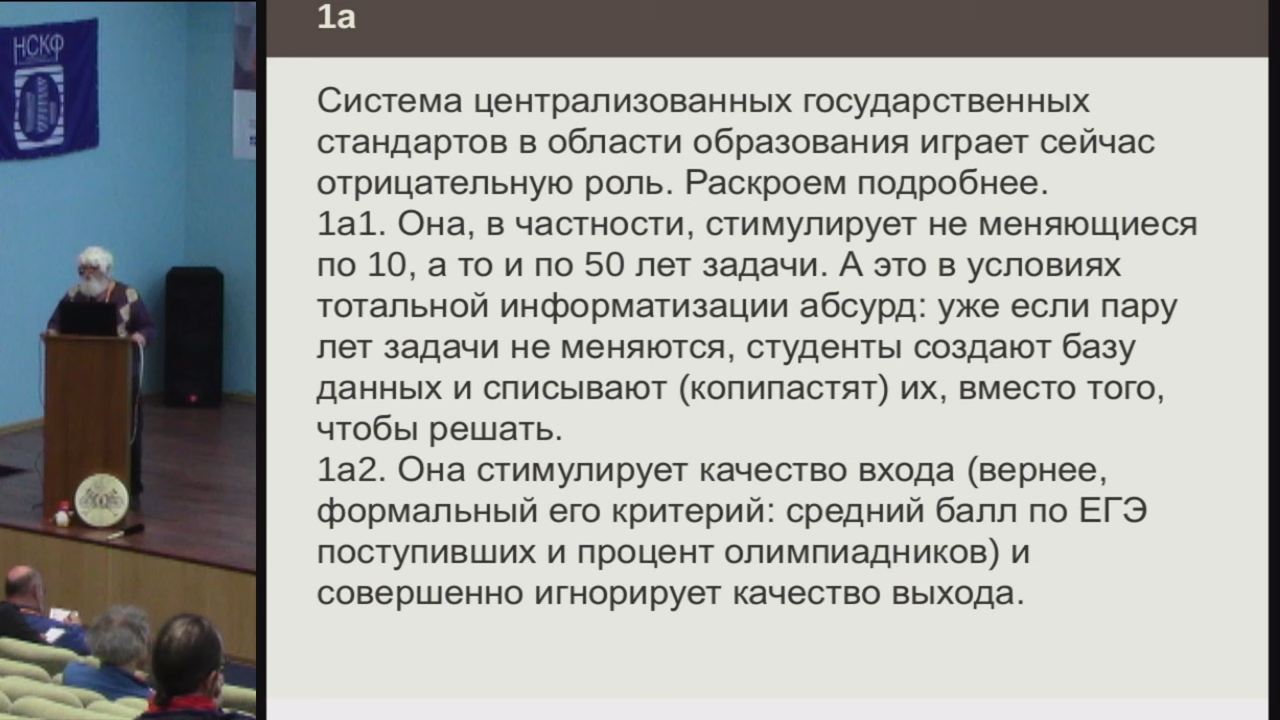 НСКФ
1а
Система централизованных государственных
стандартов в области образования играет сейчас
отрицательную роль. Раскроем подробнее.
1а1. Она, в частности, стимулирует не меняющиеся
по 10, а то и по 50 лет задачи. А это в условиях
тотальной информатизации абсурд: уже если пару
лет задачи не меняются, студенты создают базу
данных и списывают (копипастят) их, вместо того,
чтобы решать.
1а2. Она стимулирует качество входа (вернее,
формальный его критерий: средний балл по ЕГЭ
поступивших и процент олимпиадников) и
совершенно игнорирует качество выхода.